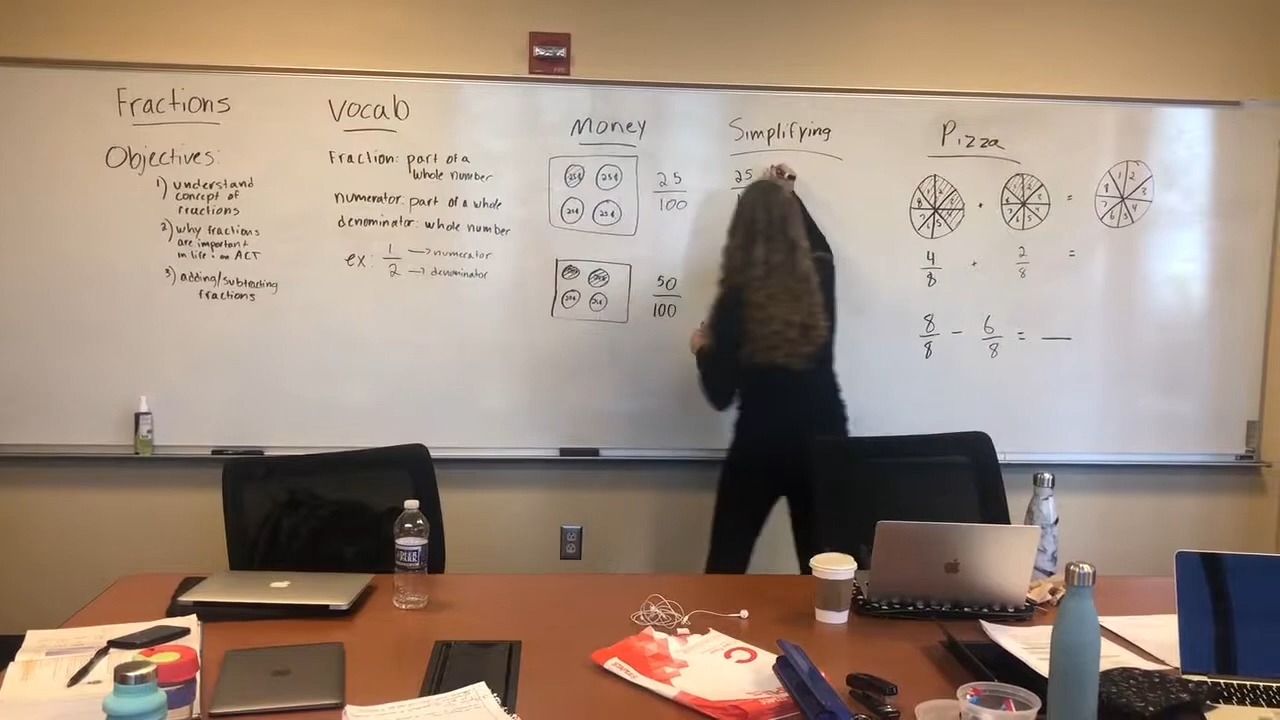 Fractions
Objectives:
1) understand
concept of
fractions
2) why fractions
are important
in life : on ACT
3) adding/subtracting
fractions
Vocab
Fraction: part of a
whole number
numerator: part of a whole
denominator: whole number
ex: 1/2 → numerator
→ denominator
Money
25¢ 25¢
25¢ 25¢
25/100
25¢ 25¢
50/100
Simplifying
25
Pizza
+ =
4/8 + 2/8 =
8/8 - 6/8 = __